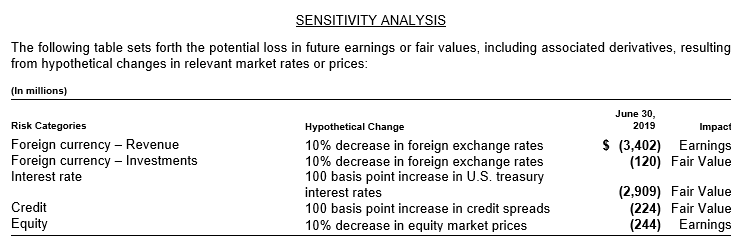 SENSITIVITY ANALYSIS
The following table sets forth the potential loss in future earnings or fair values, including associated derivatives, resulting
from hypothetical changes in relevant market rates or prices:
(In millions)
June 30,
Risk Categories Hypothetical Change 2019 Impact
Foreign currency – Revenue 10% decrease in foreign exchange rates $ (3,402) Earnings
Foreign currency – Investments 10% decrease in foreign exchange rates (120) Fair Value
Interest rate 100 basis point increase in U.S. treasury
interest rates (2,909) Fair Value
Credit 100 basis point increase in credit spreads (224) Fair Value
Equity 10% decrease in equity market prices (244) Earnings